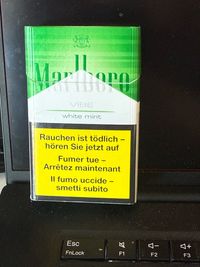 Marlboro
VIEW
white mint
Rauchen ist tödlich –
hören Sie jetzt auf
Fumer tue –
Arrêtez maintenant
Il fumo uccide –
smetti subito
Esc
FnLock
F1
F2
F3